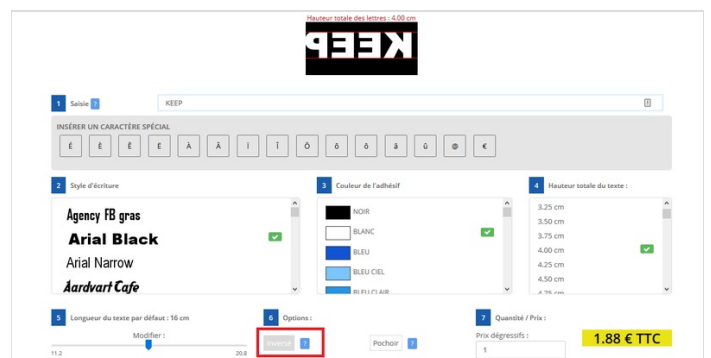 Hauteur totale des lettres : 4.00 cm
KEEP
1 Saisie ? KEEP
INSÉRER UN CARACTÈRE SPÉCIAL
É È Ê Ë À Â Ï Î Ô ô ö â û @ €
2 Style d'écriture
3 Couleur de l'adhésif
4 Hauteur totale du texte :
Agency FB gras
Arial Black
Arial Narrow
Aardvart Cafe
NOIR
BLANC
BLEU
BLEU CIEL
BLEU CLAIR
3.25 cm
3.50 cm
3.75 cm
4.00 cm
4.25 cm
4.50 cm
4.75 cm
5 Longueur du texte par défaut : 16 cm
6 Options :
7 Quantité / Prix :
Modifier :
11.2
20.8
Inversé ?
Pochoir ?
Prix dégressifs :
1
1.88 € TTC